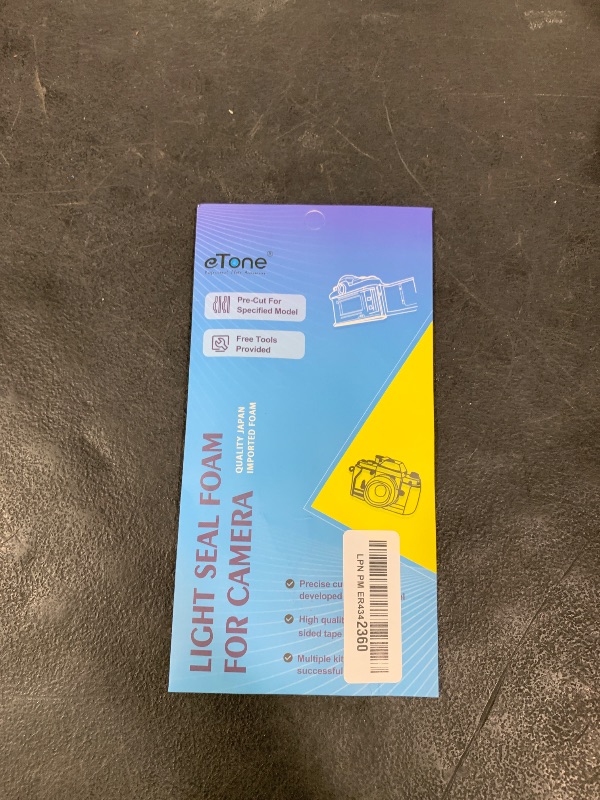 eTone®
Pre-Cut For
Specified Model
Free Tools
Provided
QUALITY JAPAN
IMPORTED FOAM
LIGHT SEAL FOAM
FOR CAMERA
Precise cu
developed
High qualit
sided tape
Multiple kit
successful
LPN PM ER4342360